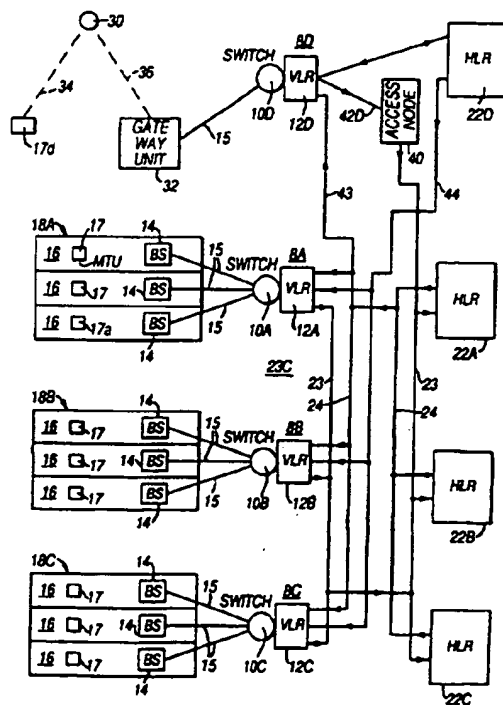 30
34
36
17d
GATE
WAY
UNIT
32
15
SWITCH
10D
8D
VLR
12D
42D
ACCESS
NODE
40
HLR
22D
43
44
18A
17
14
16
MTU
BS
15
SWITCH
8A
16
17
14
BS
VLR
16
17a
BS
15
10A
12A
14
23C
23
24
23
24
HLR
22A
18B
14
16
17
BS
15
SWITCH
8B
16
17
14
BS
VLR
16
17
BS
15
10B
12B
14
HLR
22B
18C
14
16
17
BS
15
SWITCH
8C
16
17
14
BS
15
VLR
16
17
BS
10C
12C
14
HLR
22C